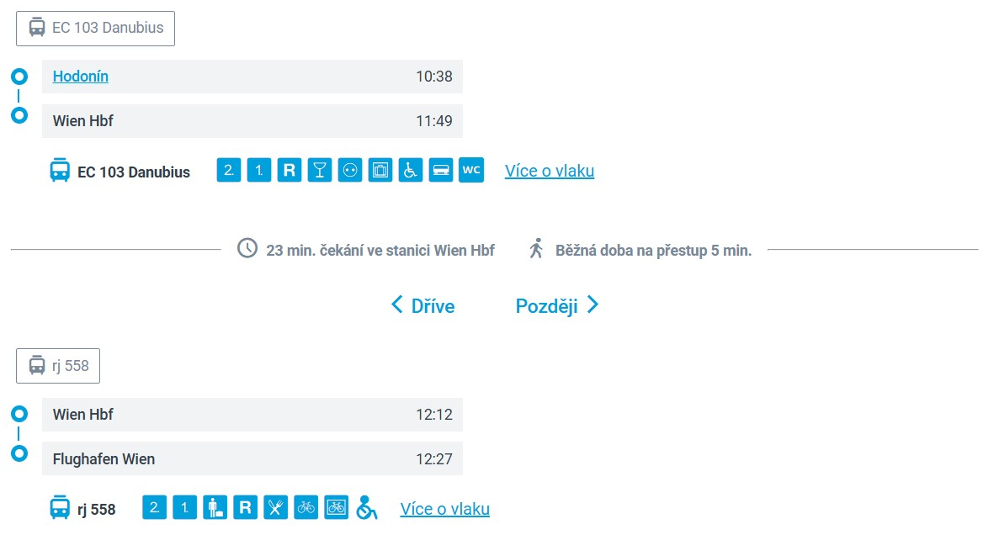 EC 103 Danubius
Hodonín 10:38
Wien Hbf 11:49
EC 103 Danubius 2. 1. R WC Více o vlaku
23 min. čekání ve stanici Wien Hbf Běžná doba na přestup 5 min.
Dříve Později
rj 558
Wien Hbf 12:12
Flughafen Wien 12:27
rj 558 2. 1. R Více o vlaku